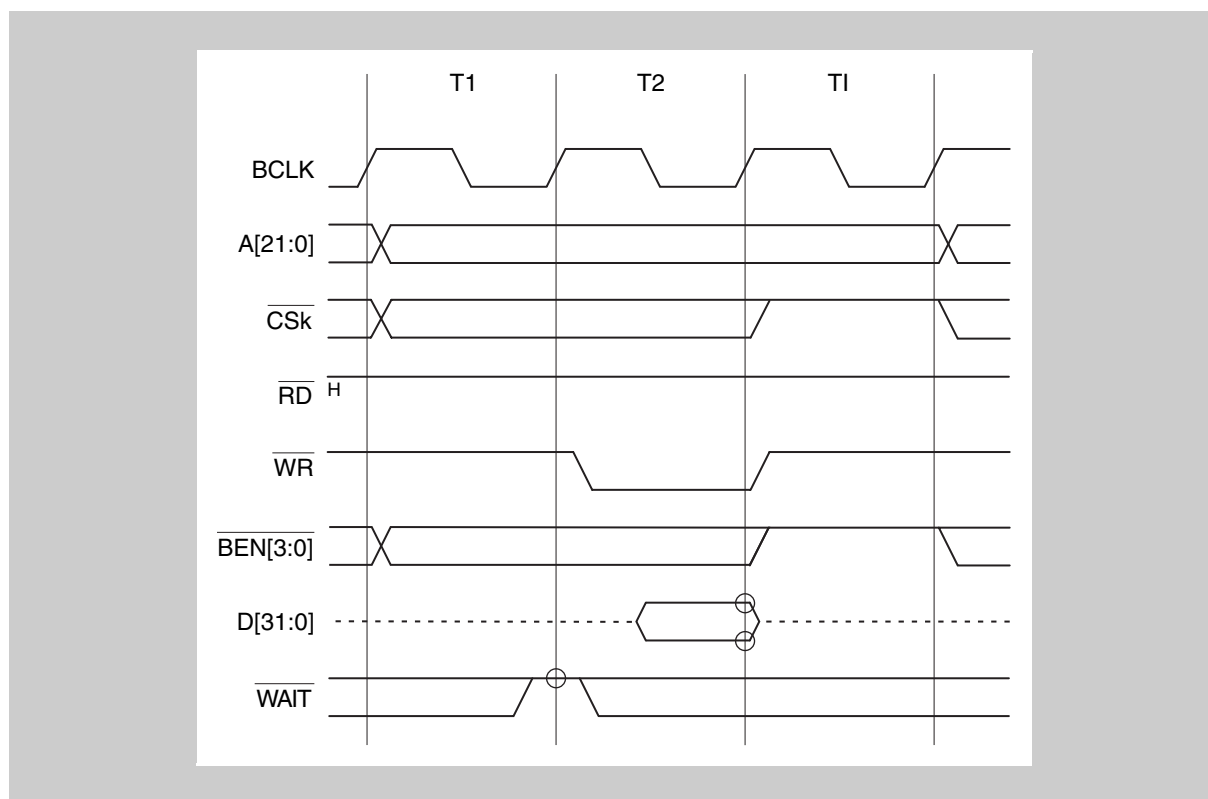 T1 T2 TI
BCLK
A[21:0]
CSk
RD H
WR
BEN[3:0]
D[31:0]
WAIT